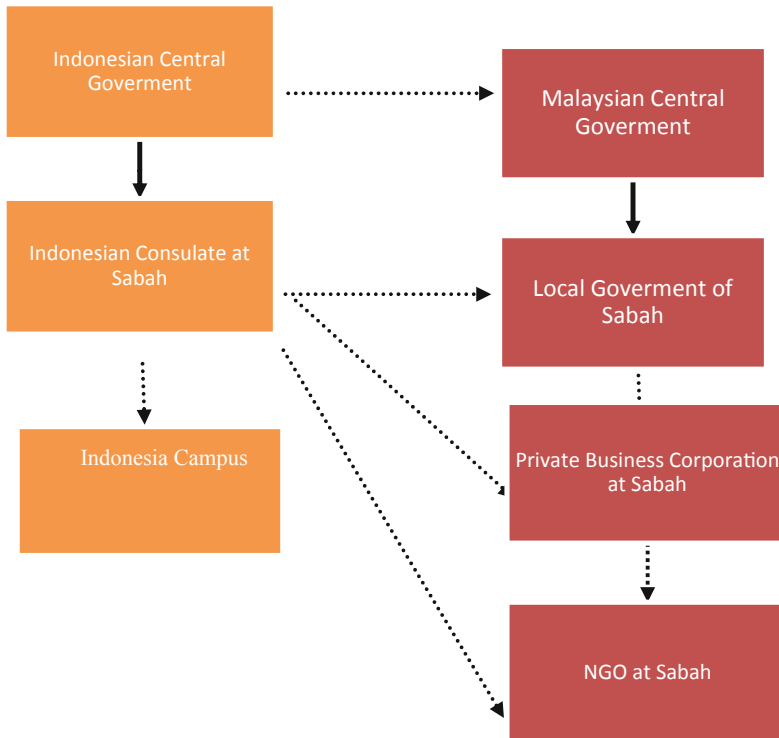 Indonesian Central
Goverment
Malaysian Central
Goverment
Indonesian Consulate at
Sabah
Local Goverment of
Sabah
Indonesia Campus
Private Business Corporation
at Sabah
NGO at Sabah